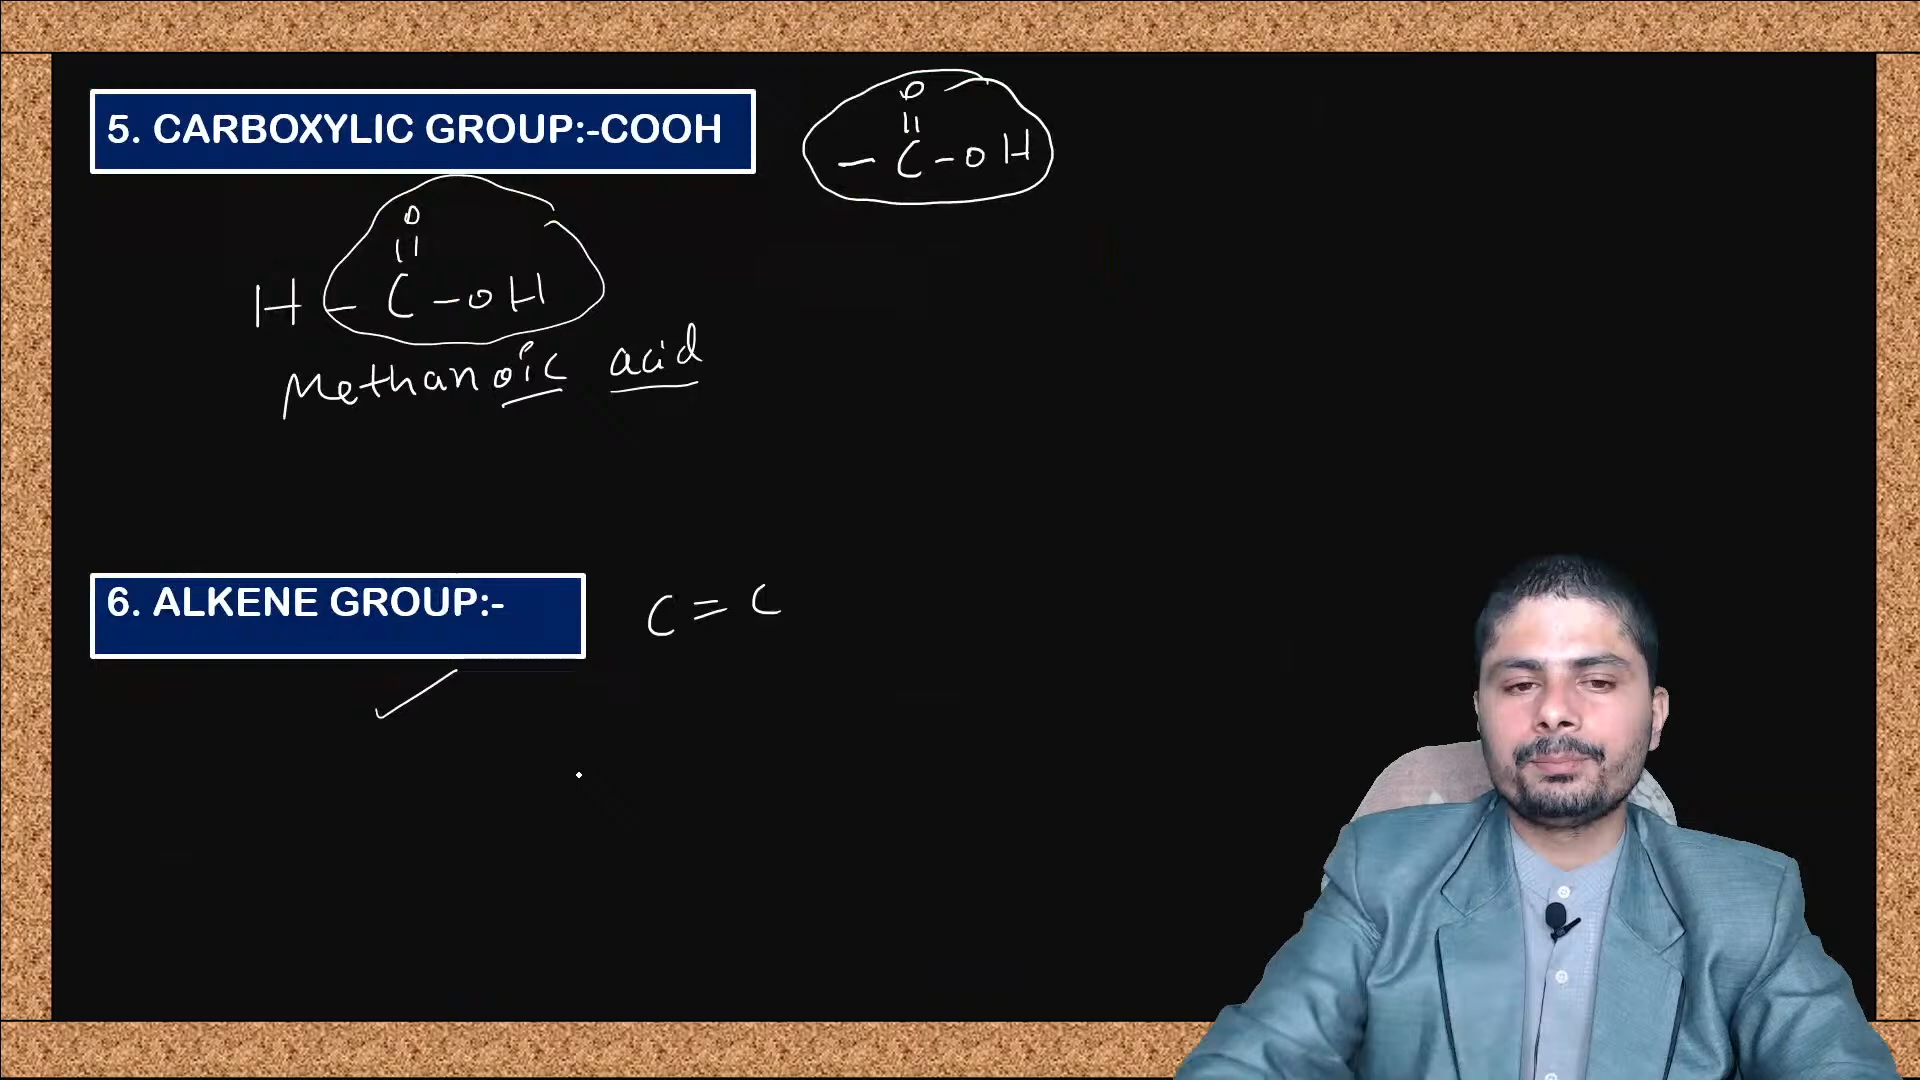 5. CARBOXYLIC GROUP:-COOH
O
||
– C – OH
O
||
H – C – OH
Methanoic acid
6. ALKENE GROUP:-
C = C